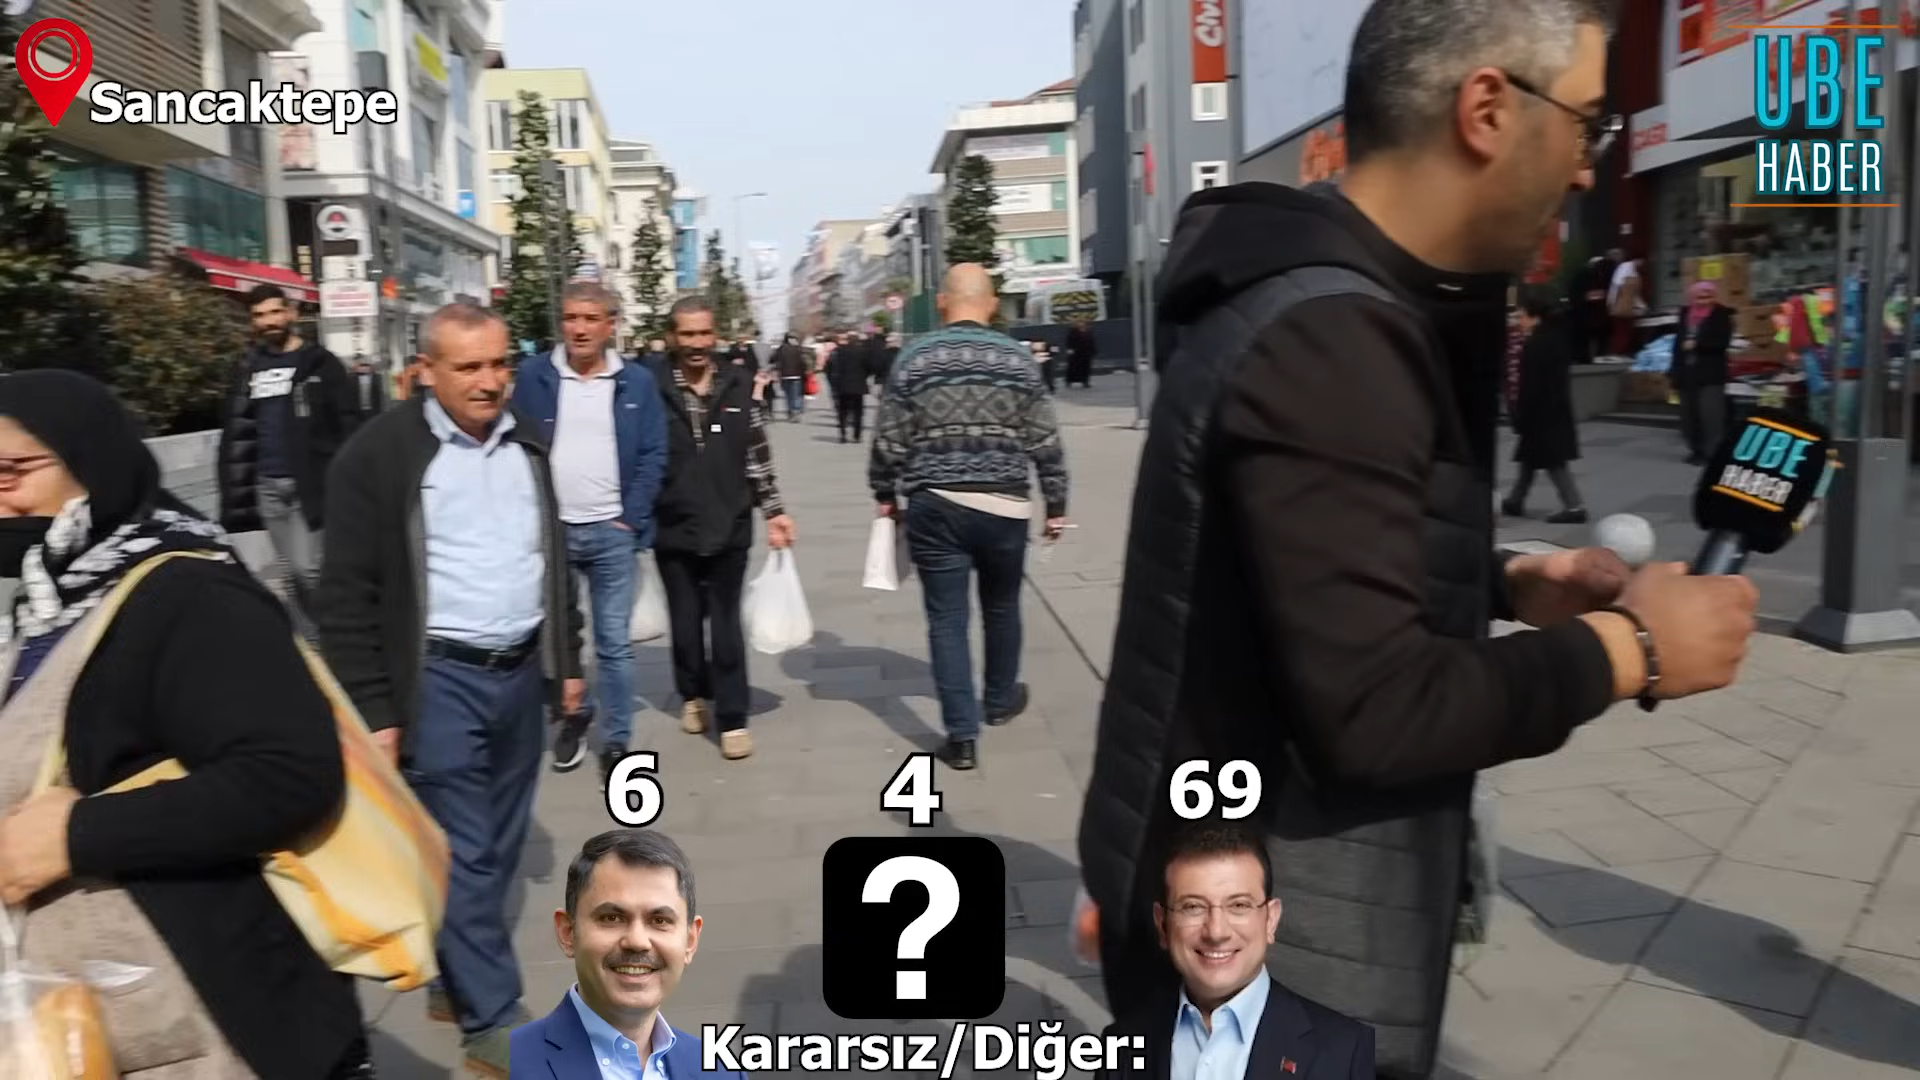 Sancaktepe
UBE
HABER
UBE
HABER
6
4
69
?
Kararsız/Diğer: